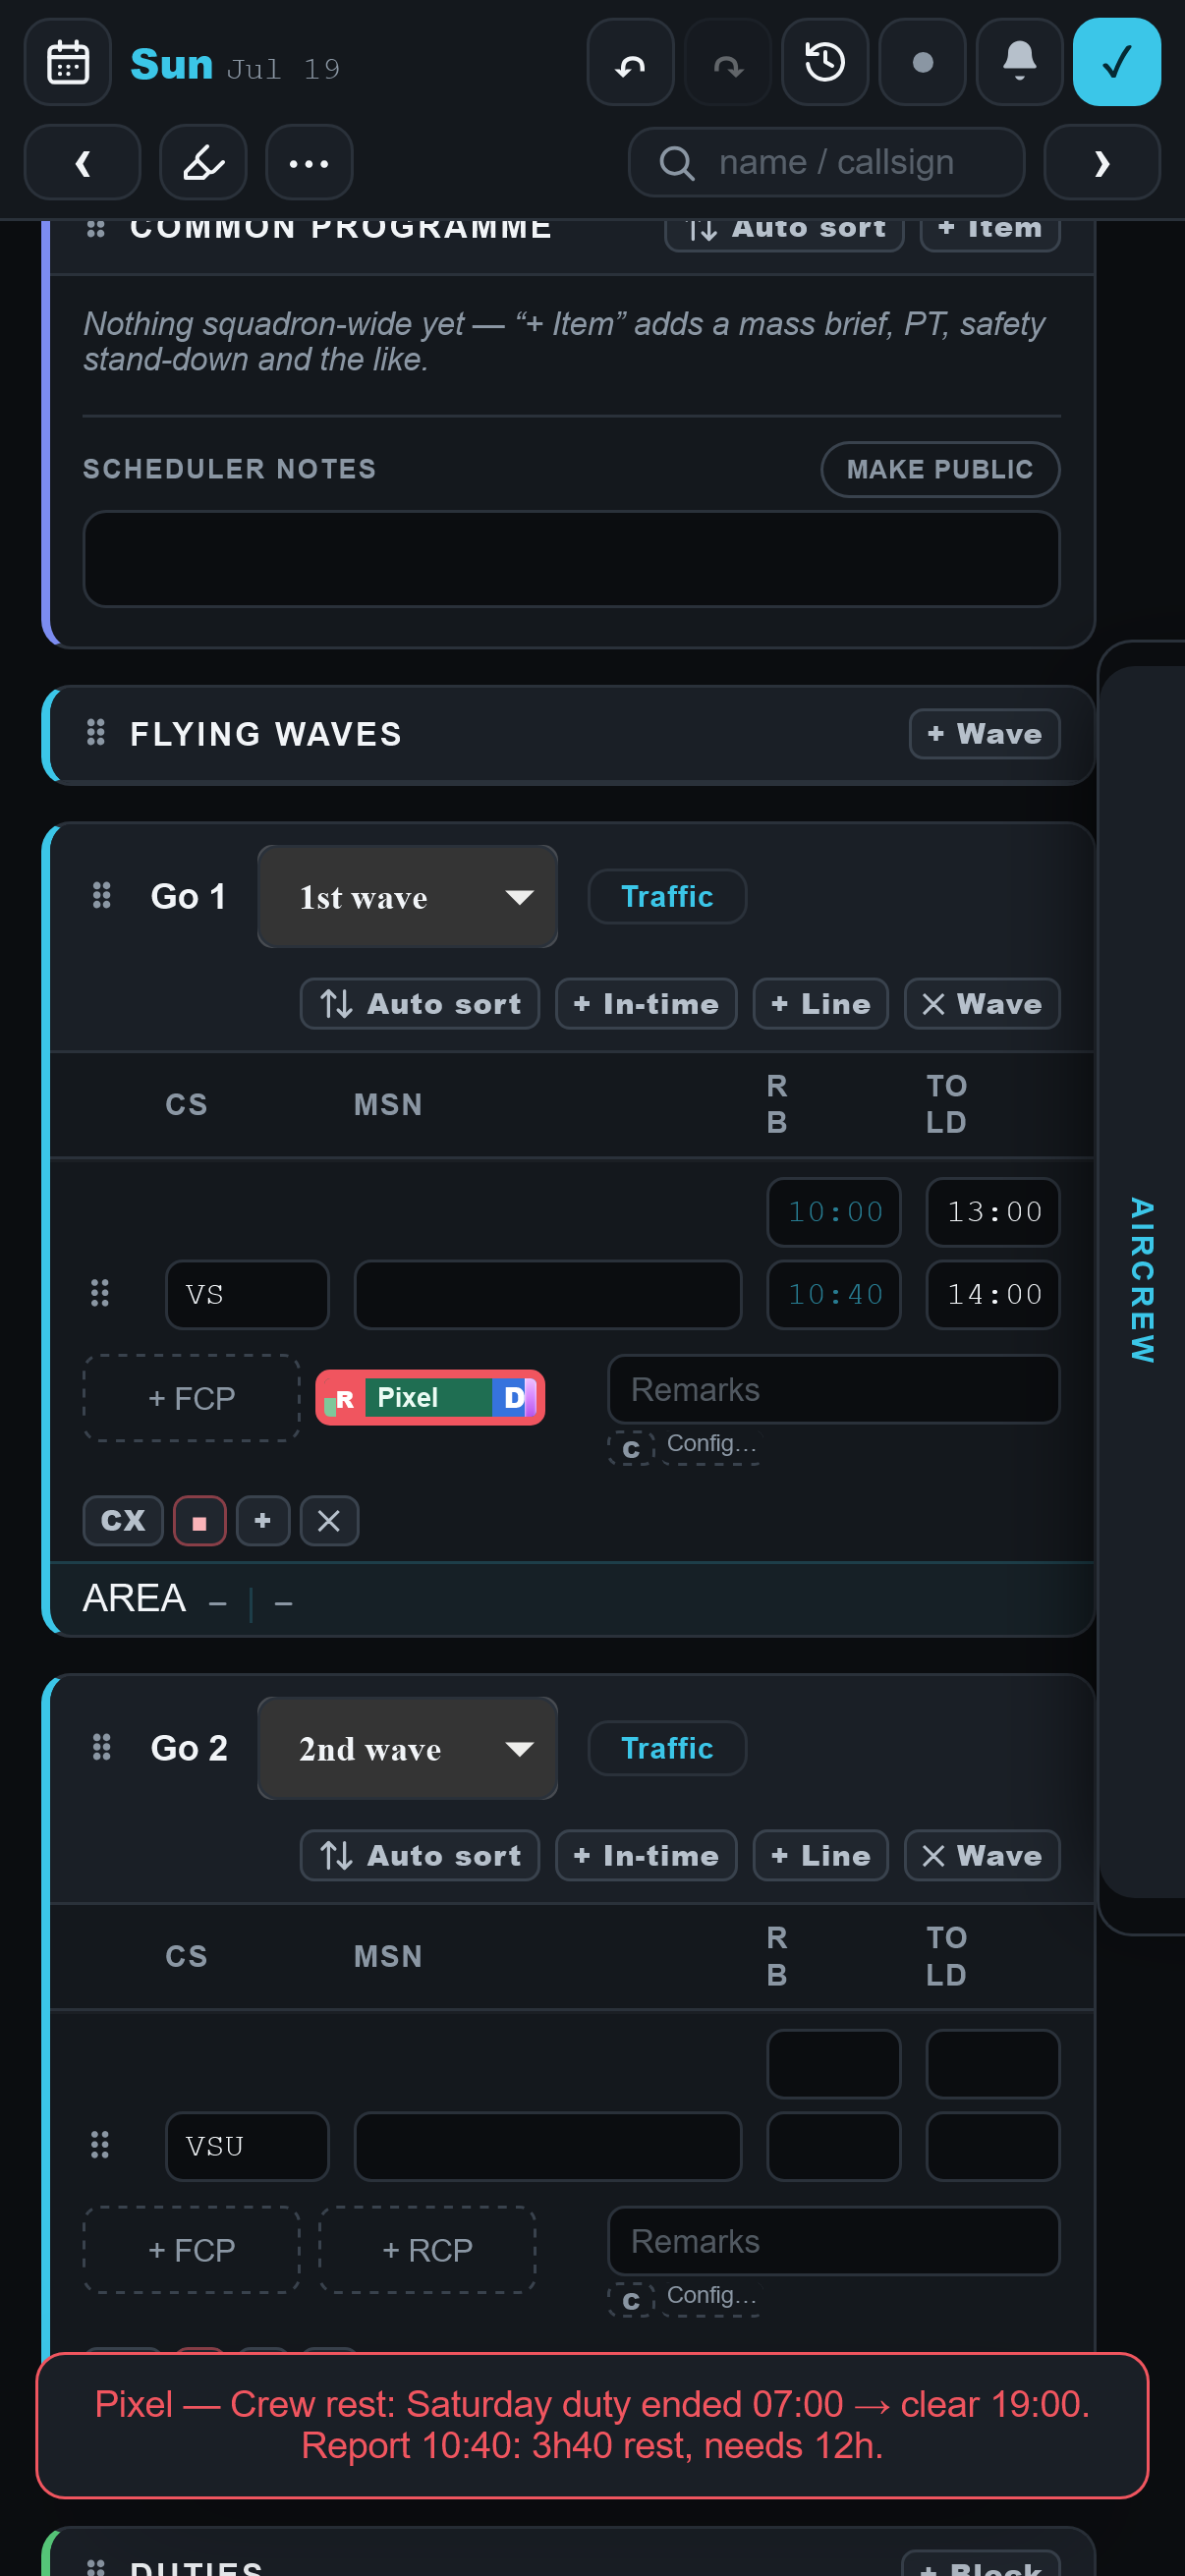 Sun Jul 19
name / callsign
COMMON PROGRAMME Auto sort + Item
Nothing squadron-wide yet — “+ Item” adds a mass brief, PT, safety
stand-down and the like.
SCHEDULER NOTES MAKE PUBLIC
FLYING WAVES + Wave
Go 1 1st wave Traffic
Auto sort + In-time + Line × Wave
CS MSN R TO
B LD
10:00 13:00
VS 10:40 14:00
+ FCP R Pixel D Remarks
C Config...
CX + ×
AREA – | –
AIRCREW
Go 2 2nd wave Traffic
Auto sort + In-time + Line × Wave
CS MSN R TO
B LD
VSU
+ FCP + RCP Remarks
C Config...
Pixel — Crew rest: Saturday duty ended 07:00 → clear 19:00.
Report 10:40: 3h40 rest, needs 12h.
DUTIES + Block